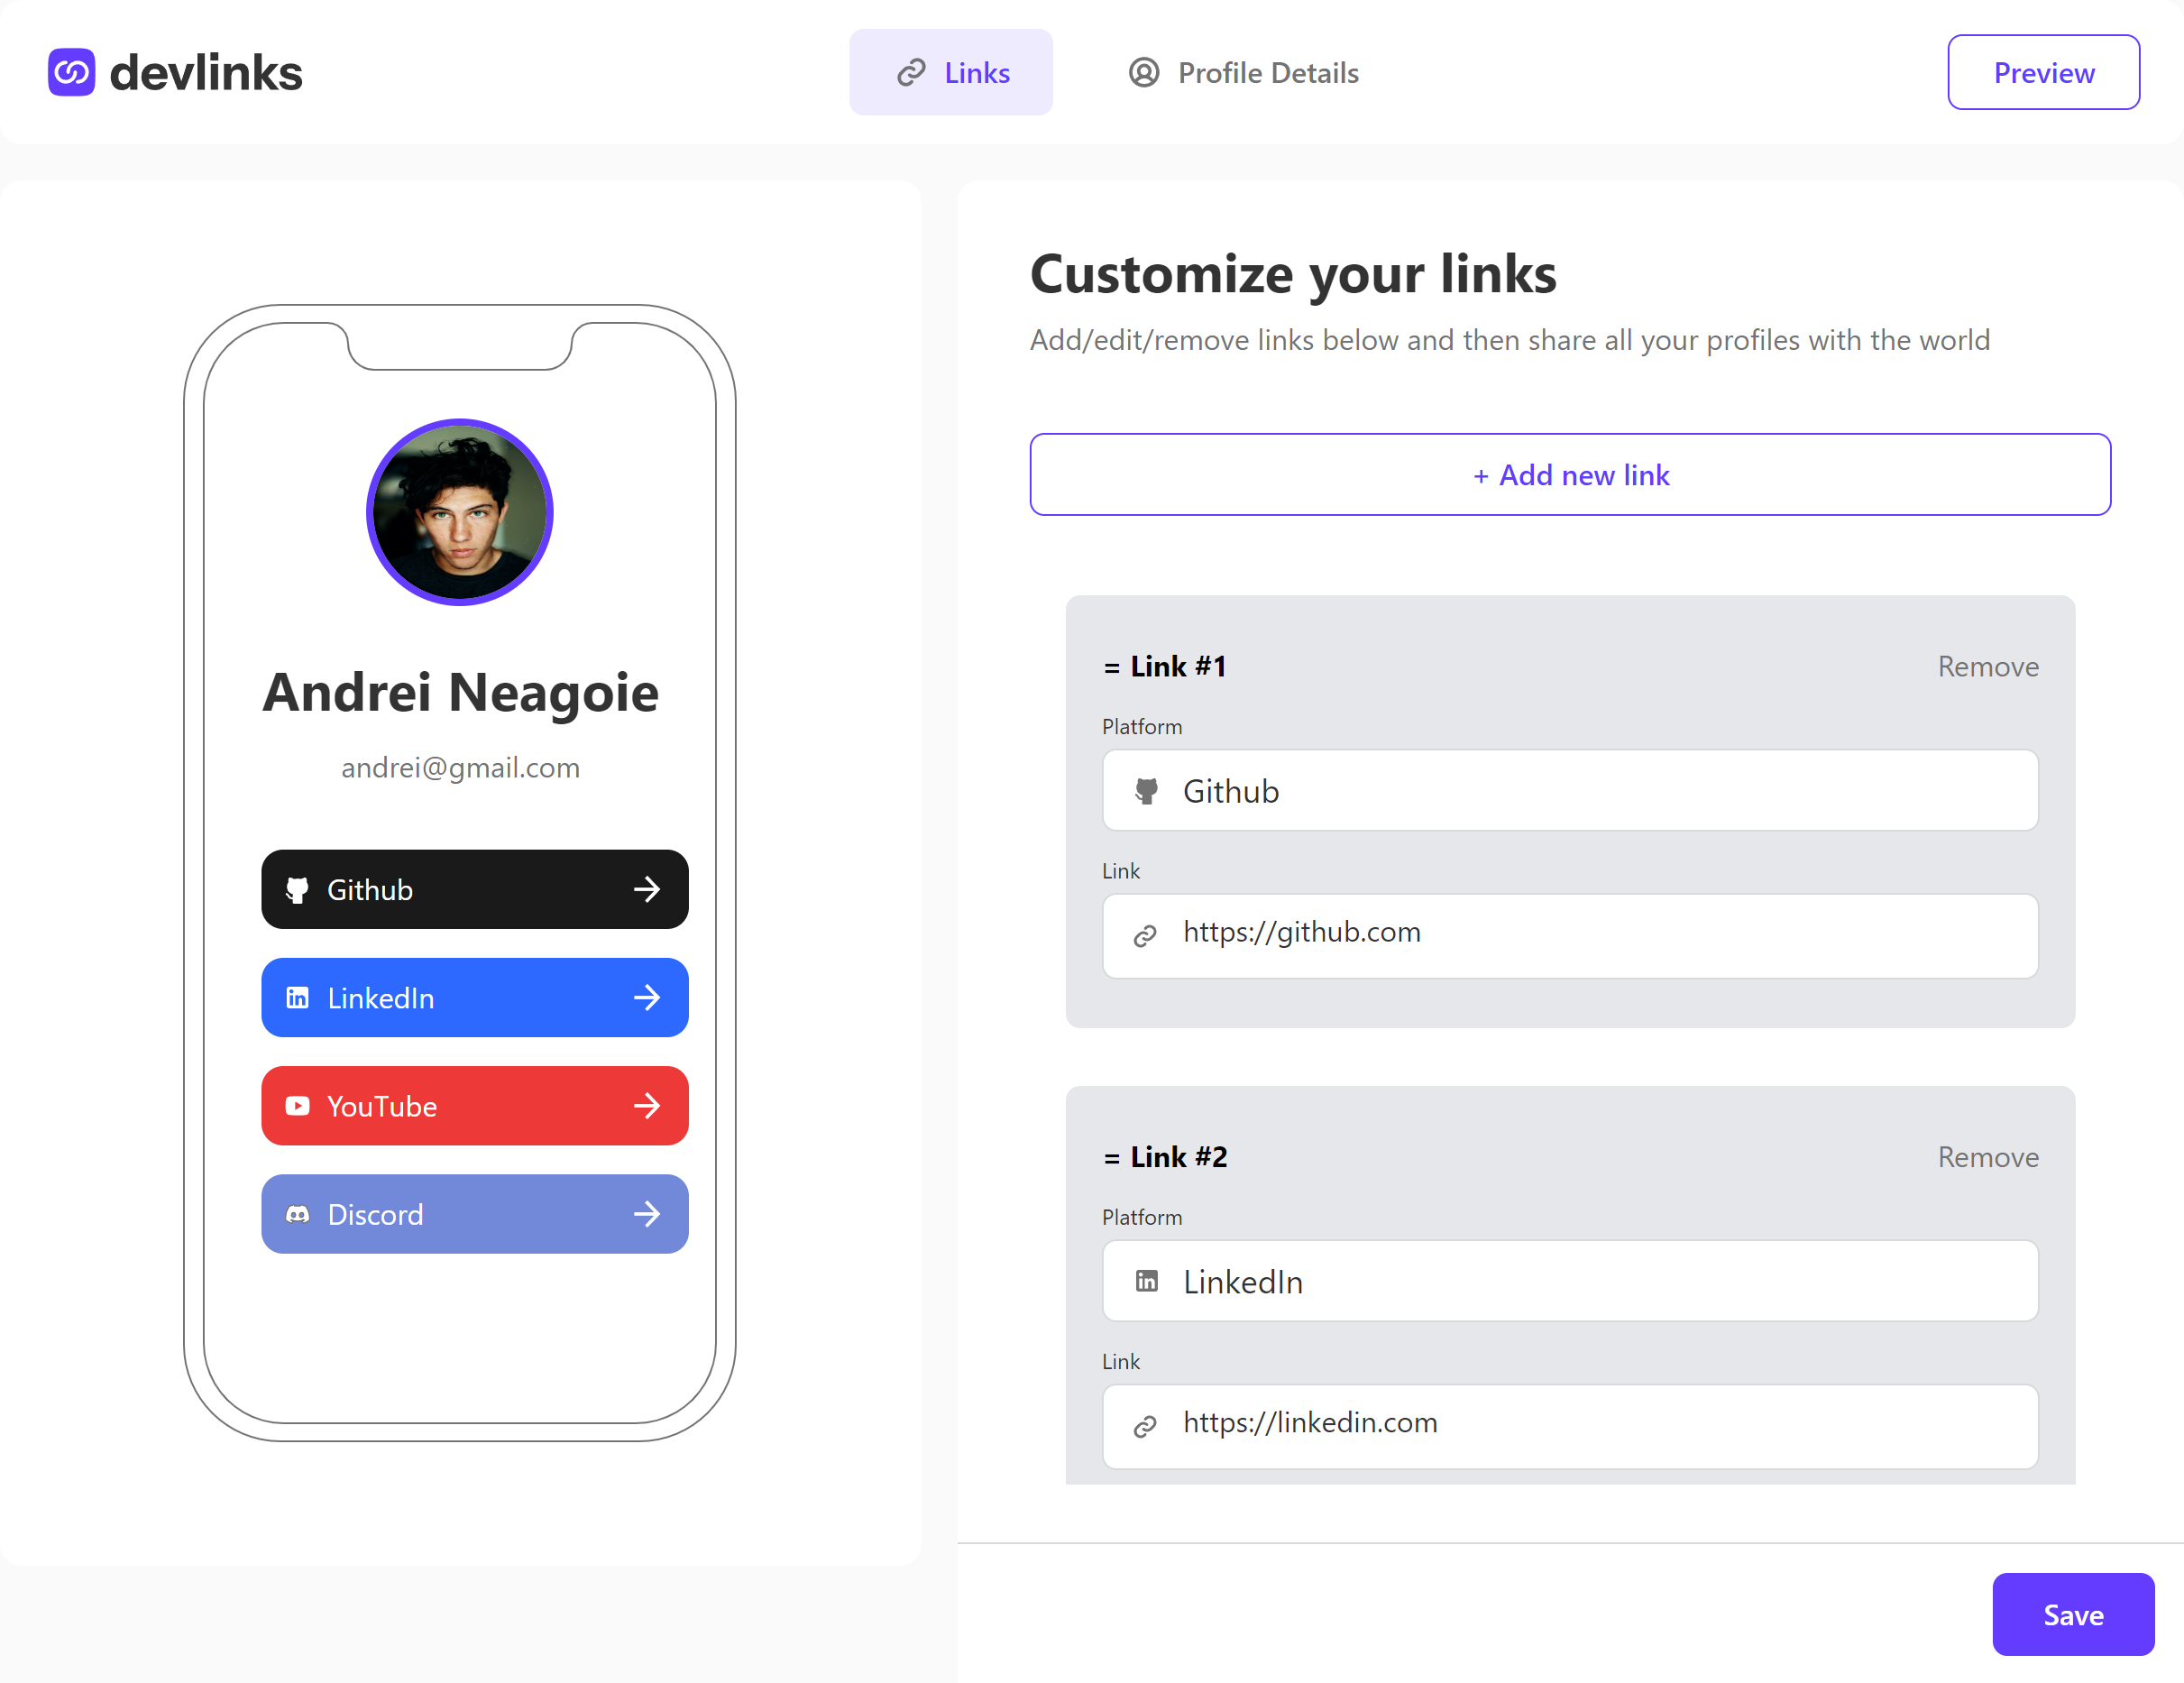 devlinks
Links
Profile Details
Preview
Andrei Neagoie
andrei@gmail.com
Github
LinkedIn
YouTube
Discord
Customize your links
Add/edit/remove links below and then share all your profiles with the world
+ Add new link
= Link #1
Remove
Platform
Github
Link
https://github.com
= Link #2
Remove
Platform
LinkedIn
Link
https://linkedin.com
Save